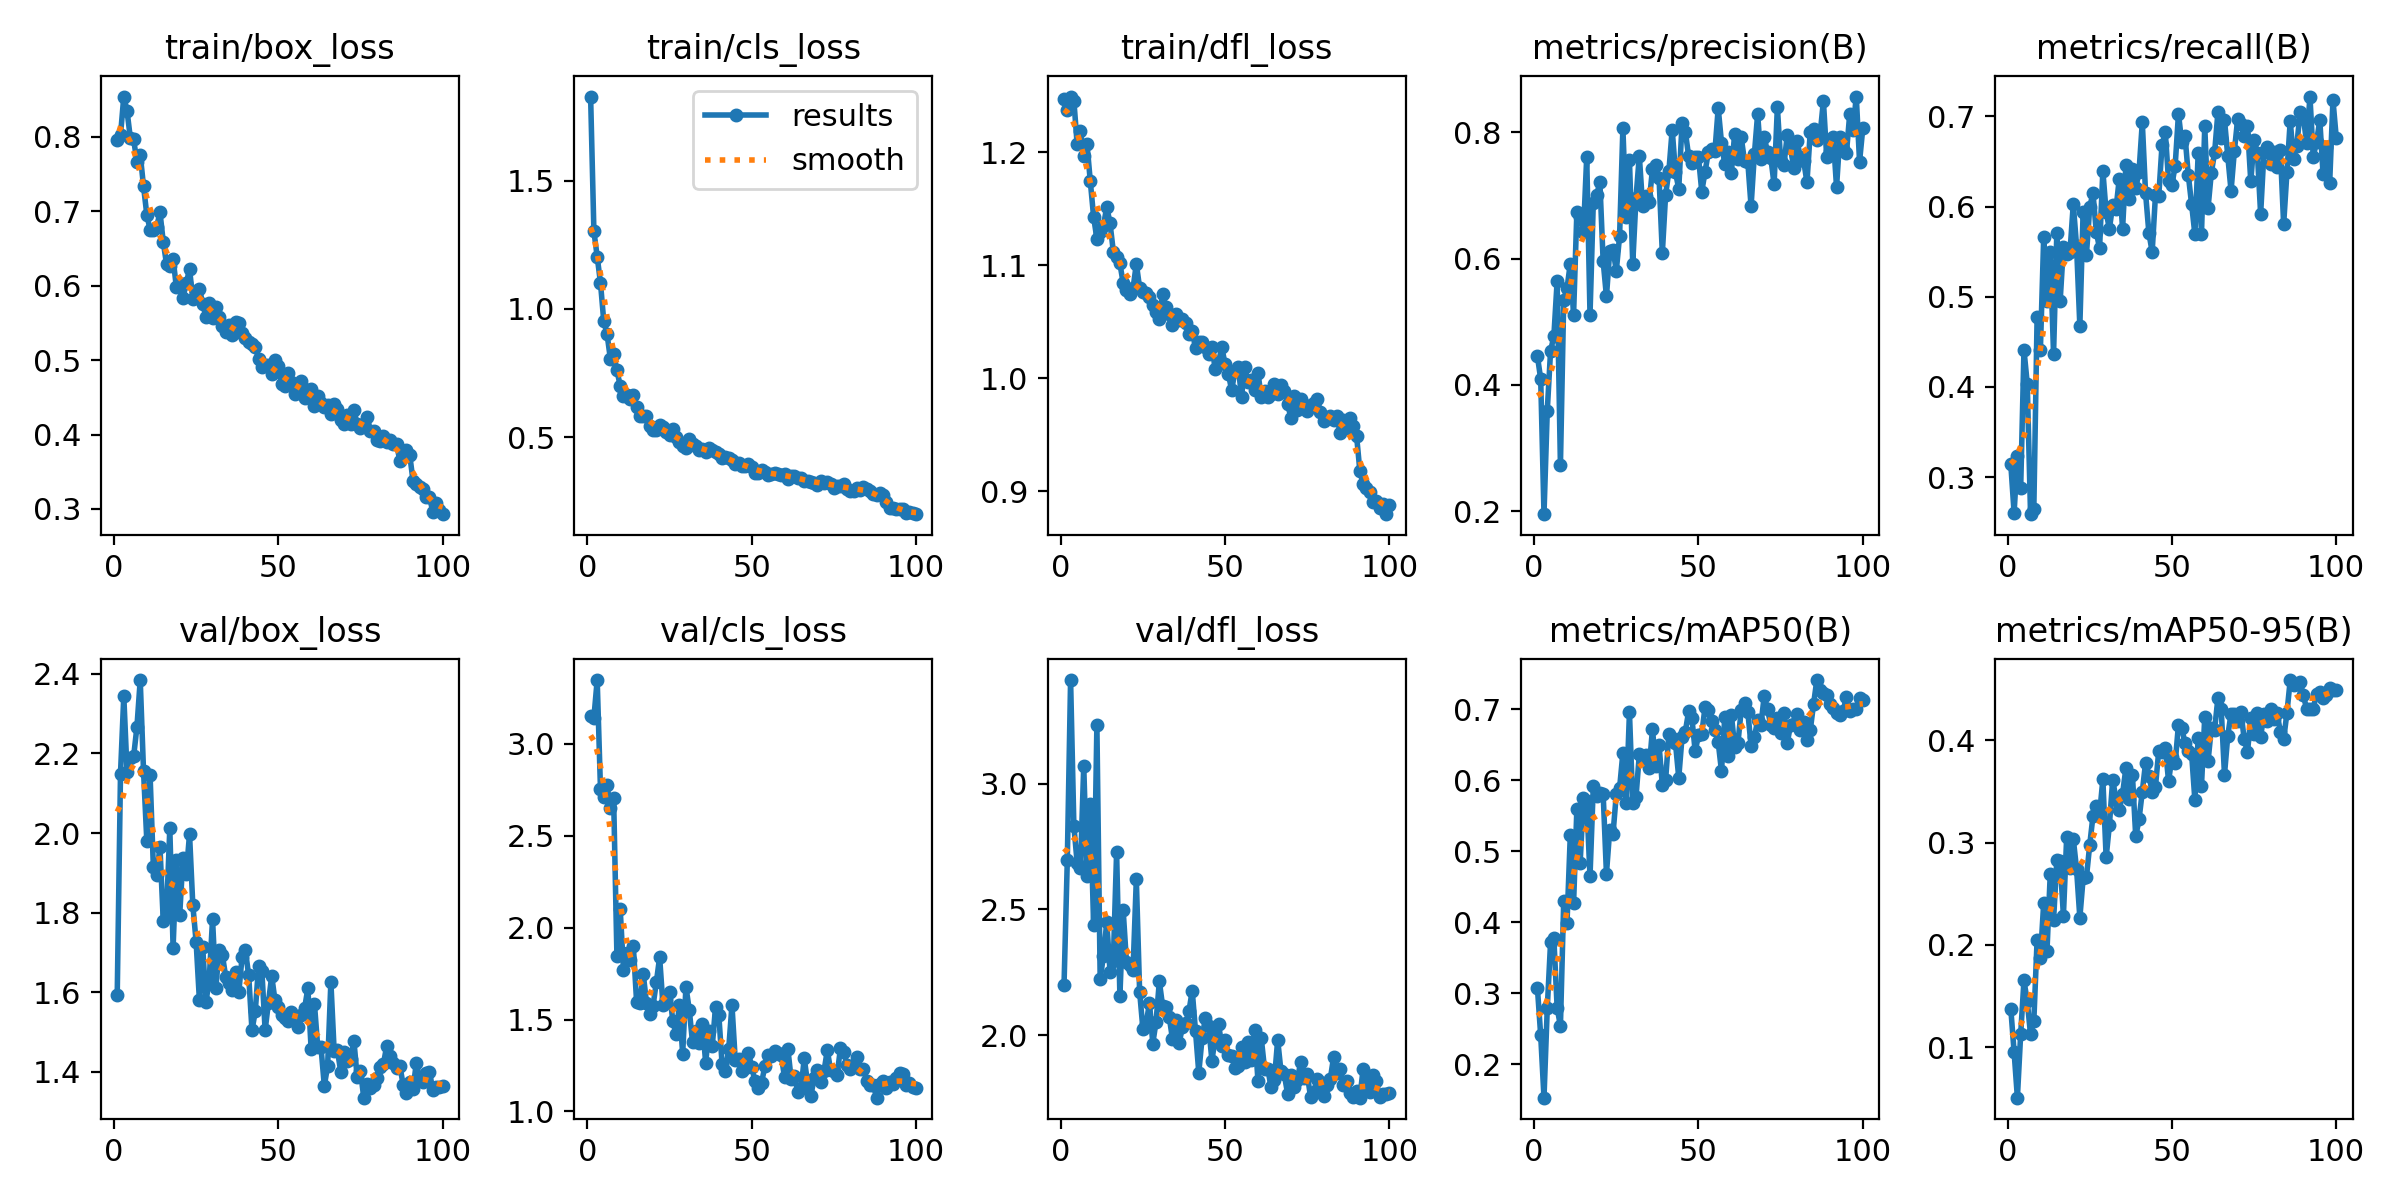 train/box_loss
train/cls_loss
train/dfl_loss
metrics/precision(B)
metrics/recall(B)
results
smooth
0.8
0.7
0.6
0.5
0.4
0.3
0 50 100
1.5
1.0
0.5
0 50 100
1.2
1.1
1.0
0.9
0 50 100
0.8
0.6
0.4
0.2
0 50 100
0.7
0.6
0.5
0.4
0.3
0 50 100
val/box_loss
val/cls_loss
val/dfl_loss
metrics/mAP50(B)
metrics/mAP50-95(B)
2.4
2.2
2.0
1.8
1.6
1.4
0 50 100
3.0
2.5
2.0
1.5
1.0
0 50 100
3.0
2.5
2.0
0 50 100
0.7
0.6
0.5
0.4
0.3
0.2
0 50 100
0.4
0.3
0.2
0.1
0 50 100